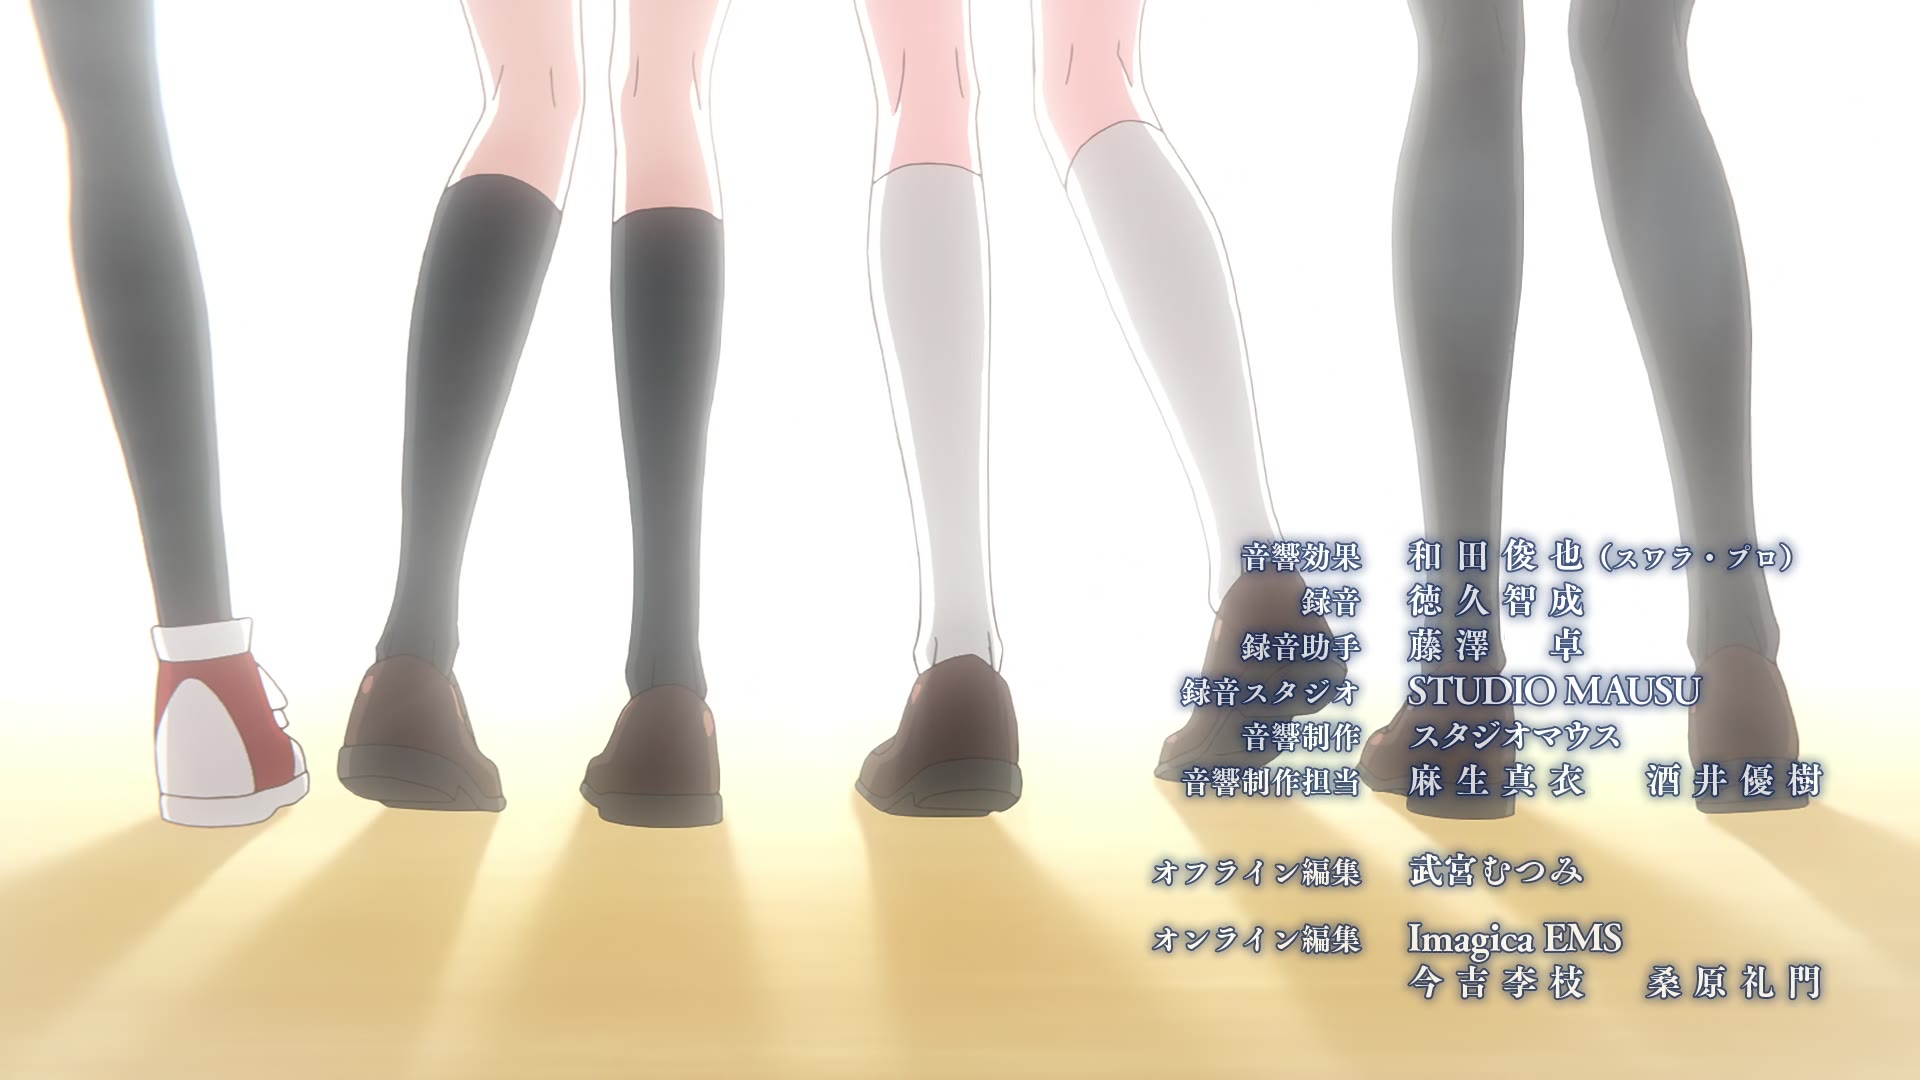 音響効果 和田俊也（スワラ・プロ）
録音 徳久智成
録音助手 藤澤 卓
録音スタジオ STUDIO MAUSU
音響制作 スタジオマウス
音響制作担当 麻生真衣 酒井優樹
オフライン編集 武宮むつみ
オンライン編集 Imagica EMS
今吉李枝 桑原礼門